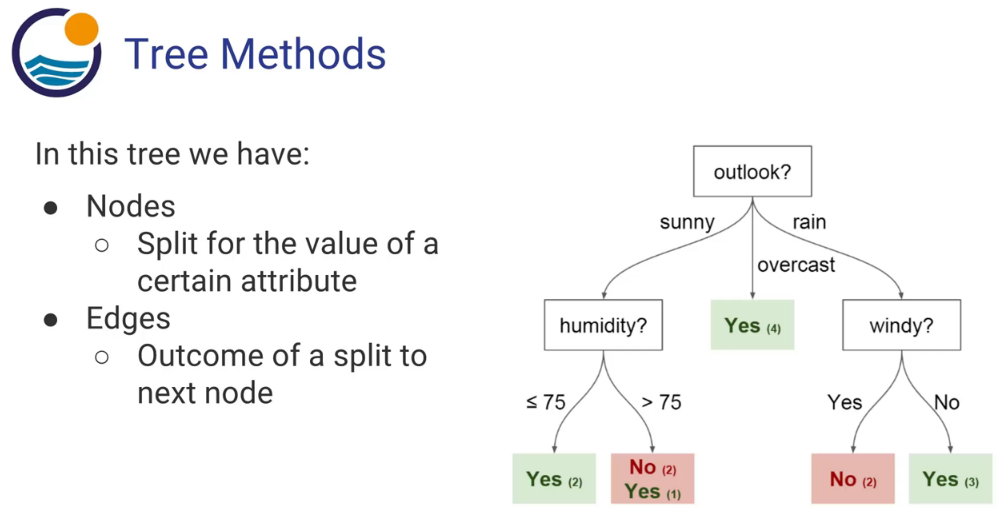 Tree Methods
In this tree we have:
● Nodes
○ Split for the value of a
certain attribute
● Edges
○ Outcome of a split to
next node
outlook?
sunny
rain
overcast
humidity?
Yes (4)
windy?
≤ 75
> 75
Yes
No
Yes (2)
No (2)
Yes (1)
No (2)
Yes (3)